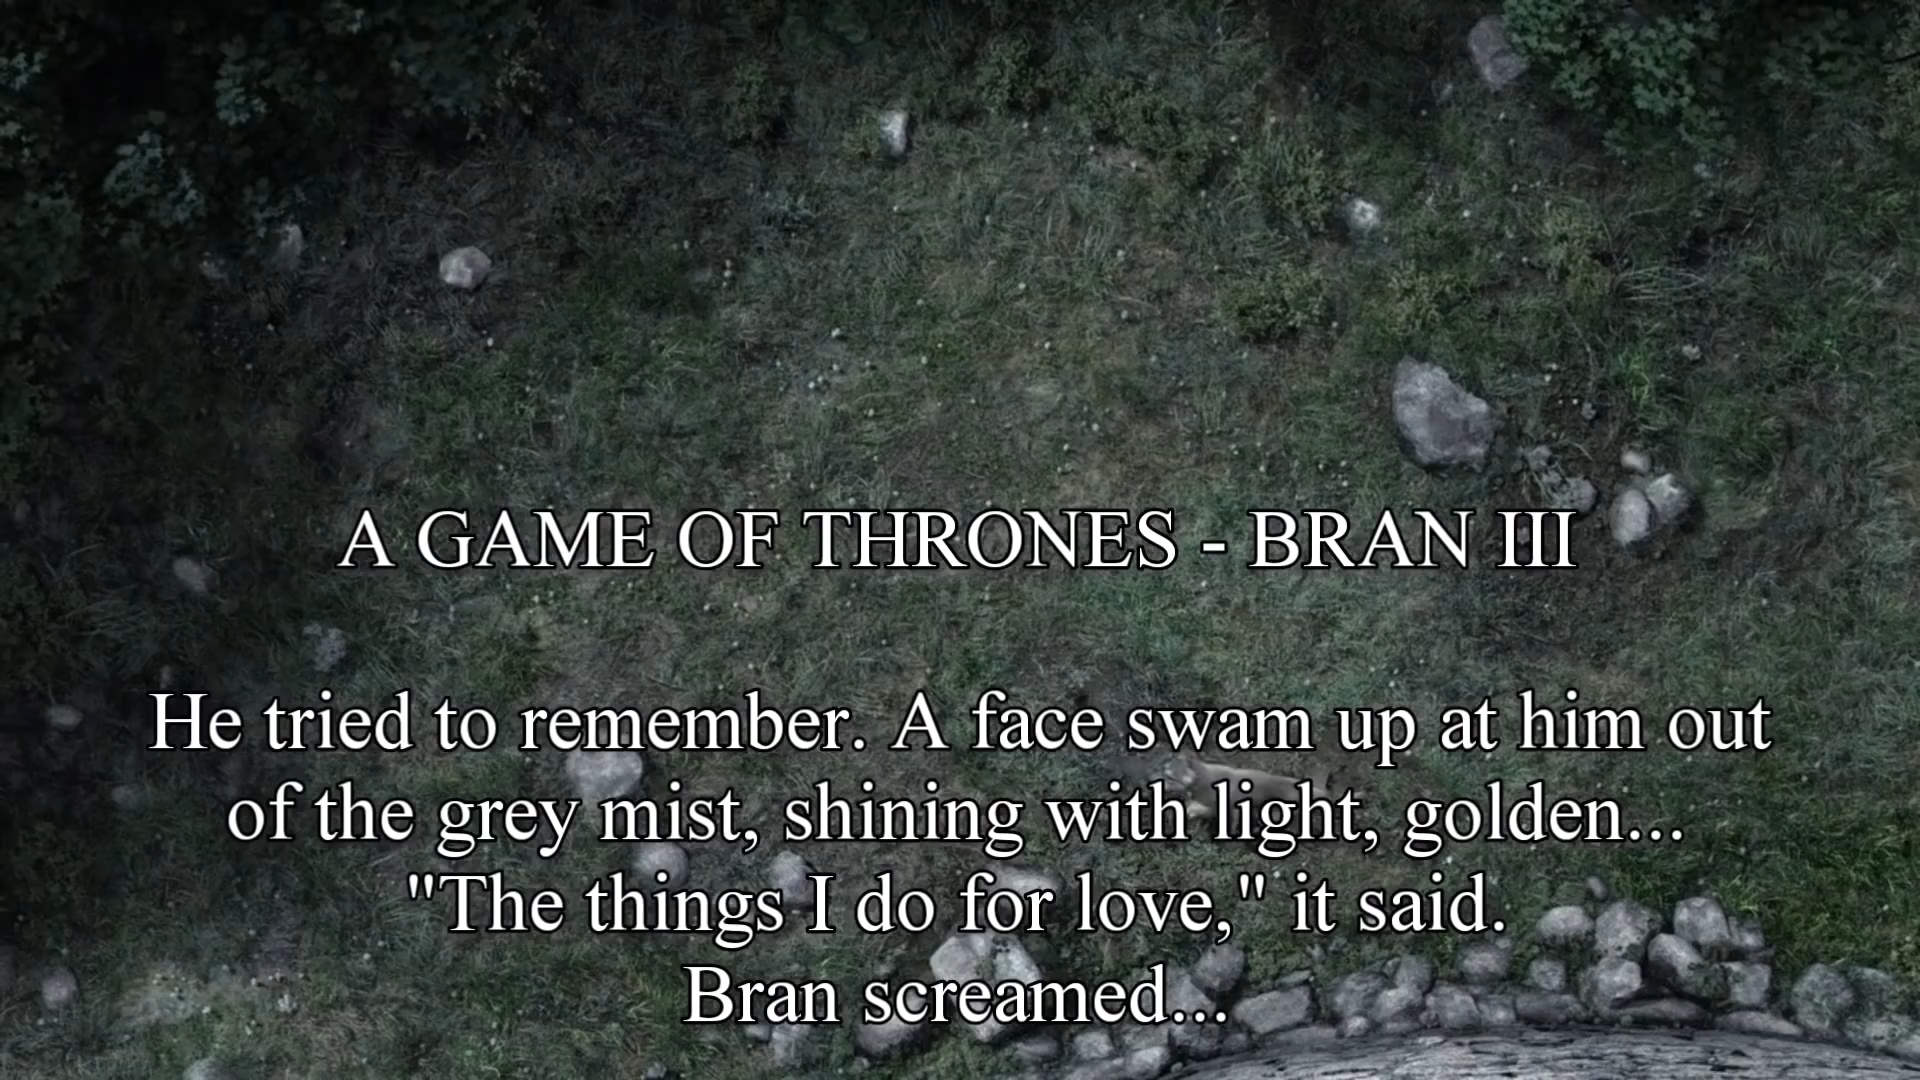 A GAME OF THRONES - BRAN III
He tried to remember. A face swam up at him out
of the grey mist, shining with light, golden...
"The things I do for love," it said.
Bran screamed...